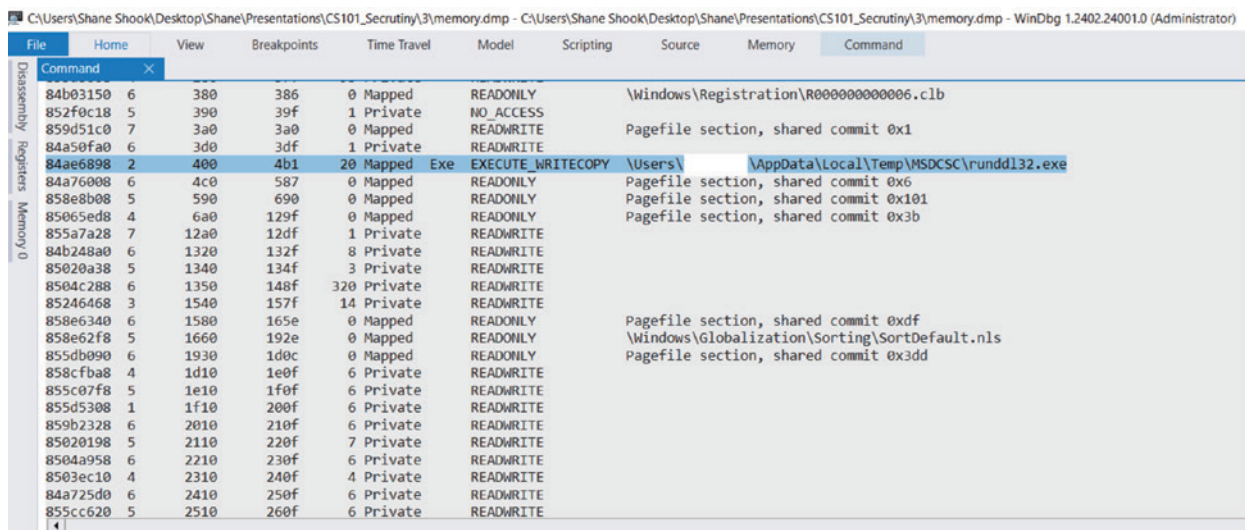 C:\Users\Shane Shook\Desktop\Shane\Presentations\CS101_Secrutiny\3\memory.dmp - C:\Users\Shane Shook\Desktop\Shane\Presentations\CS101_Secrutiny\3\memory.dmp - WinDbg 1.2402.24001.0 (Administrator)
File Home View Breakpoints Time Travel Model Scripting Source Memory Command
Disassembly
Registers
Memory 0
Command ×
84b03150 6 380 386 0 Mapped READONLY \Windows\Registration\R000000000006.clb
852f0c18 5 390 39f 1 Private NO_ACCESS
859d51c0 7 3a0 3a0 0 Mapped READWRITE Pagefile section, shared commit 0x1
84a50fa0 6 3d0 3df 1 Private READWRITE
84ae6898 2 400 4b1 20 Mapped Exe EXECUTE_WRITECOPY \Users\ \AppData\Local\Temp\MSDCSC\runddl32.exe
84a76008 6 4c0 587 0 Mapped READONLY Pagefile section, shared commit 0x6
858e8b08 5 590 690 0 Mapped READONLY Pagefile section, shared commit 0x101
85065ed8 4 6a0 129f 0 Mapped READONLY Pagefile section, shared commit 0x3b
855a7a28 7 12a0 12df 1 Private READWRITE
84b248a0 6 1320 132f 8 Private READWRITE
85020a38 5 1340 134f 3 Private READWRITE
8504c288 6 1350 148f 320 Private READWRITE
85246468 3 1540 157f 14 Private READWRITE
858e6340 6 1580 165e 0 Mapped READONLY Pagefile section, shared commit 0xdf
858e62f8 5 1660 192e 0 Mapped READONLY \Windows\Globalization\Sorting\SortDefault.nls
855db090 6 1930 1d0c 0 Mapped READONLY Pagefile section, shared commit 0x3dd
858cfba8 4 1d10 1e0f 6 Private READWRITE
855c07f8 5 1e10 1f0f 6 Private READWRITE
855d5308 1 1f10 200f 6 Private READWRITE
859b2328 6 2010 210f 6 Private READWRITE
85020198 5 2110 220f 7 Private READWRITE
8504a958 6 2210 230f 6 Private READWRITE
8503ec10 4 2310 240f 4 Private READWRITE
84a725d0 6 2410 250f 6 Private READWRITE
855cc620 5 2510 260f 6 Private READWRITE